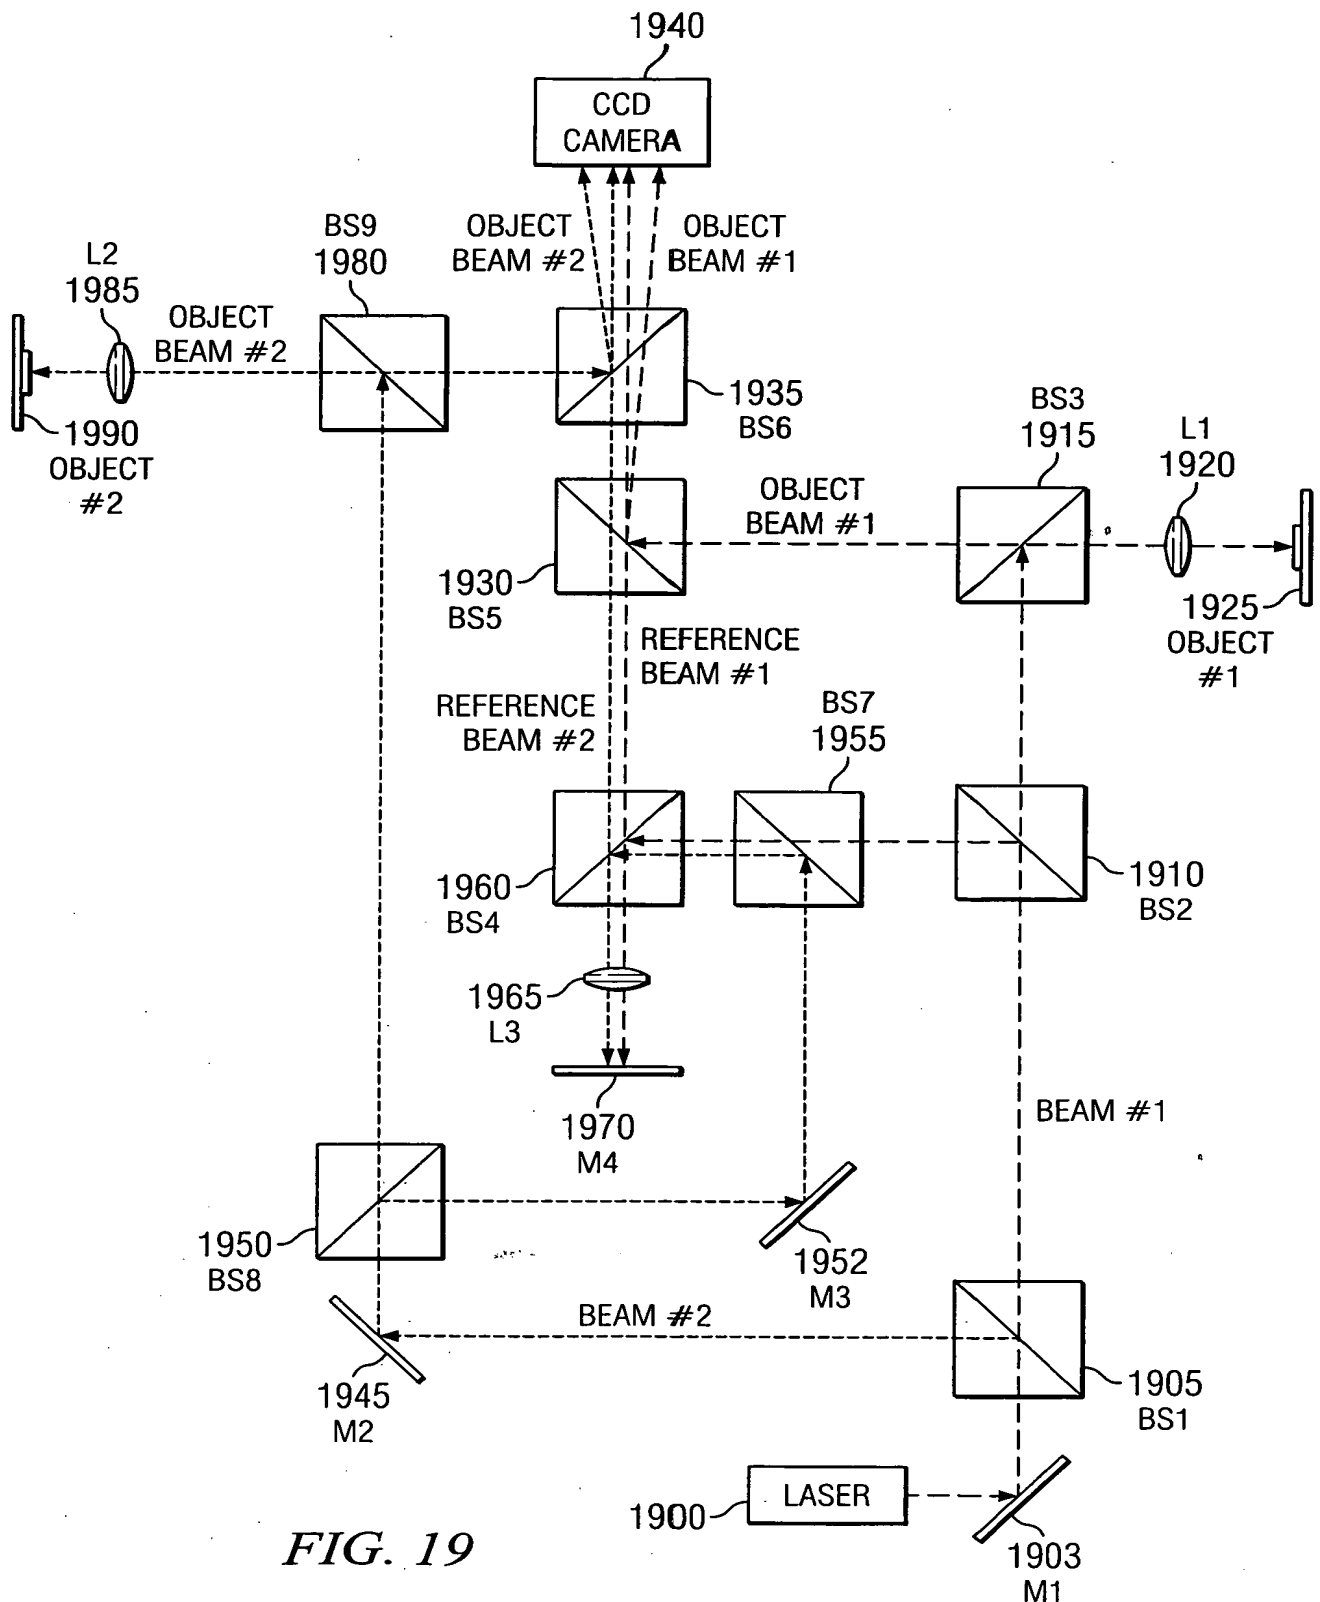 1940
CCD
CAMERA
OBJECT
BEAM #2
OBJECT
BEAM #1
BS9
1980
L2
1985
OBJECT
BEAM #2
1990
OBJECT
#2
1935
BS6
BS3
1915
L1
1920
OBJECT
BEAM #1
1930
BS5
1925
OBJECT
#1
REFERENCE
BEAM #1
REFERENCE
BEAM #2
BS7
1955
1960
BS4
1910
BS2
1965
L3
1970
M4
BEAM #1
1950
BS8
1952
M3
BEAM #2
1945
M2
1905
BS1
LASER
1900
1903
M1
FIG. 19